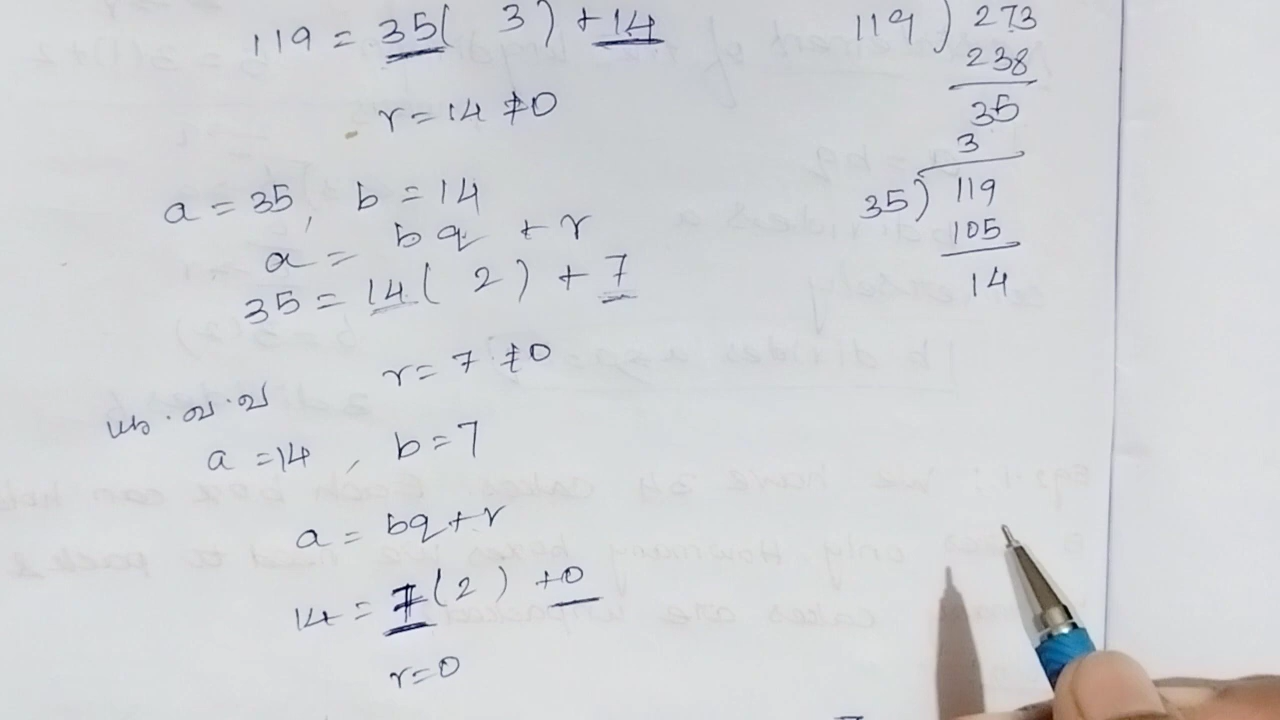 119 = 35( 3 ) + 14
r = 14 ≠ 0
a = 35, b = 14
a = bq + r
35 = 14( 2 ) + 7
r = 7 ≠ 0
a = 14, b = 7
a = bq + r
14 = 7(2) + 0
r = 0
119 ) 273
238
35
3
35 ) 119
105
14